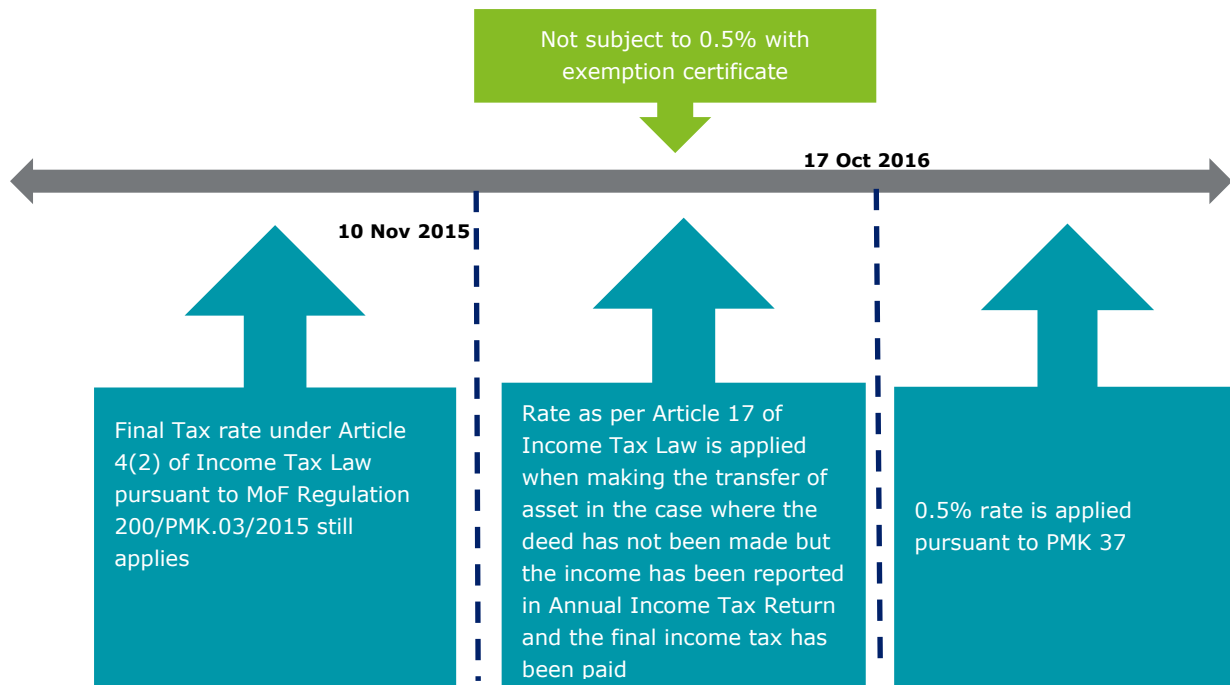 Not subject to 0.5% with
exemption certificate
17 Oct 2016
10 Nov 2015
Final Tax rate under Article
4(2) of Income Tax Law
pursuant to MoF Regulation
200/PMK.03/2015 still
applies
Rate as per Article 17 of
Income Tax Law is applied
when making the transfer of
asset in the case where the
deed has not been made but
the income has been reported
in Annual Income Tax Return
and the final income tax has
been paid
0.5% rate is applied
pursuant to PMK 37